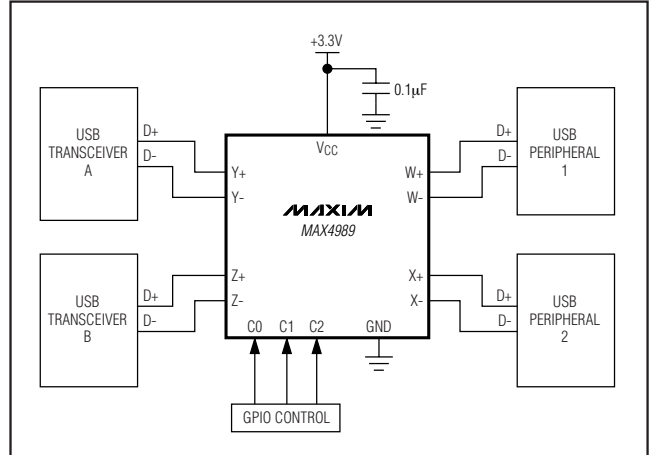 +3.3V
0.1µF
USB
TRANSCEIVER
A
D+
D-
VCC
Y+
Y-
W+
W-
D+
D-
USB
PERIPHERAL
1
MAXIM
MAX4989
USB
TRANSCEIVER
B
D+
D-
Z+
Z-
X+
X-
D+
D-
USB
PERIPHERAL
2
C0 C1 C2 GND
GPIO CONTROL